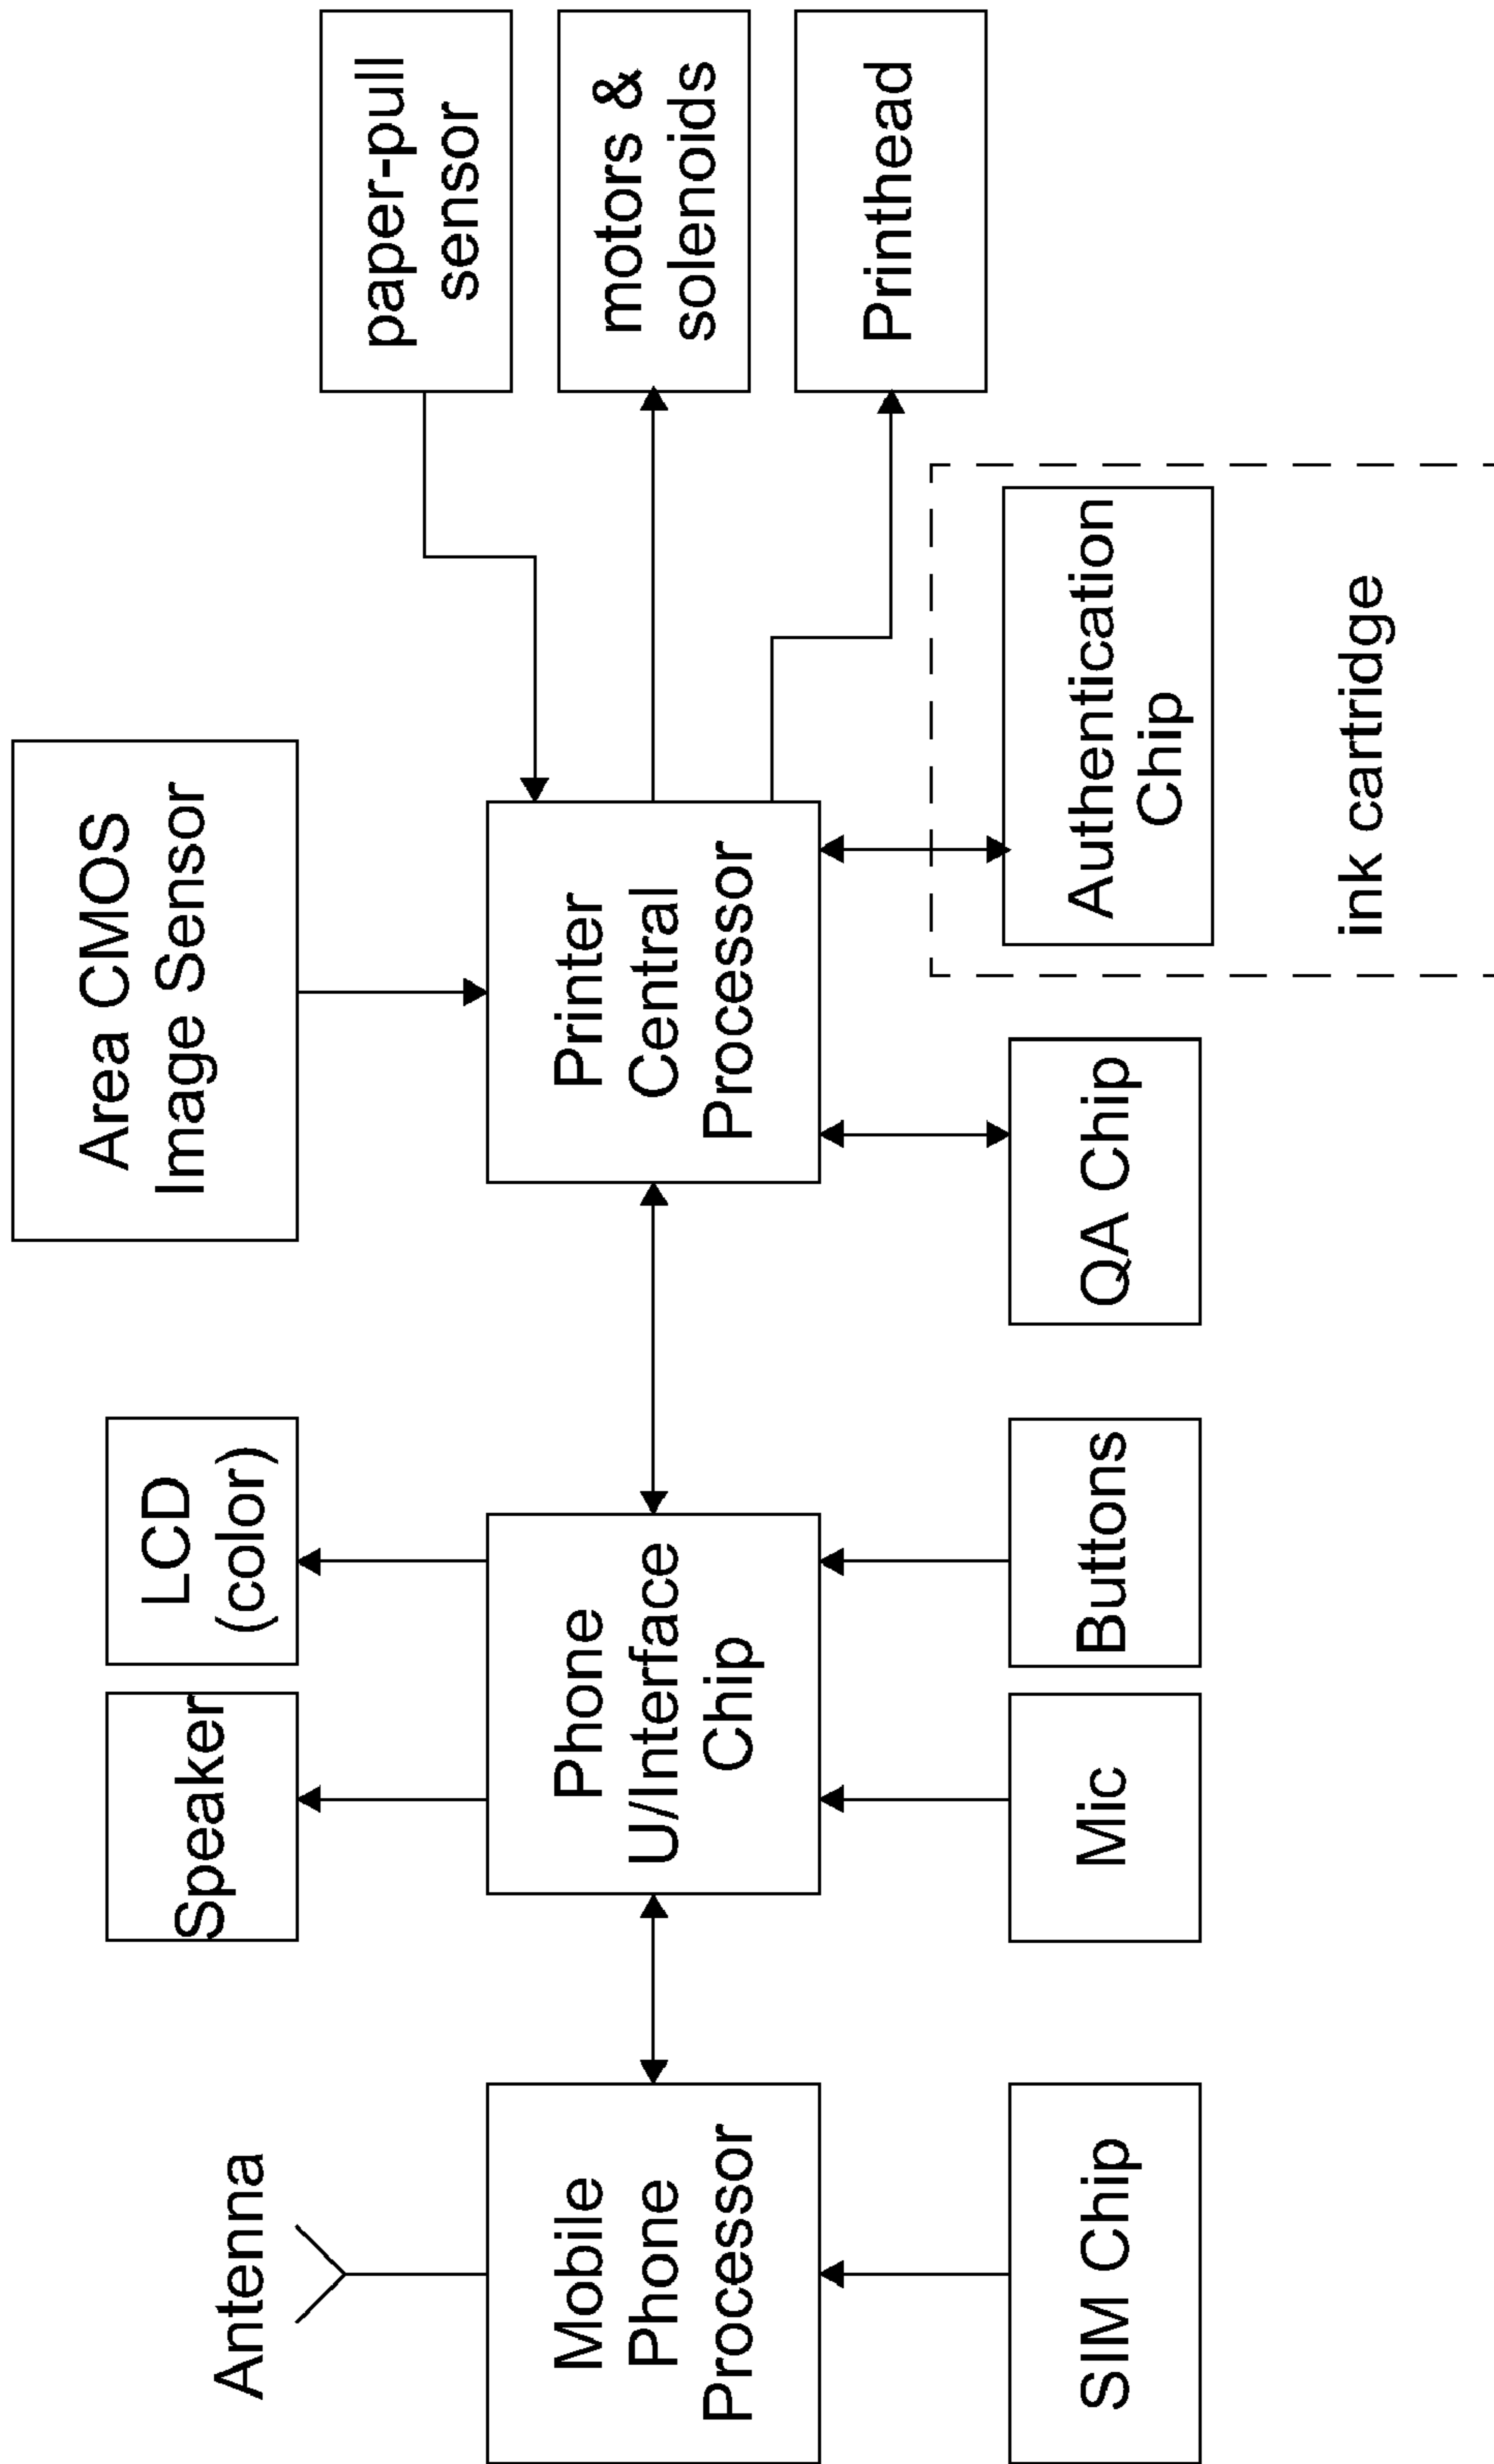 Antenna
Speaker
LCD
(color)
Area CMOS
Image Sensor
paper-pull
sensor
Mobile
Phone
Processor
Phone
U/Interface
Chip
Printer
Central
Processor
motors &
solenoids
Printhead
SIM Chip
Mic
Buttons
QA Chip
Authentication
Chip
ink cartridge